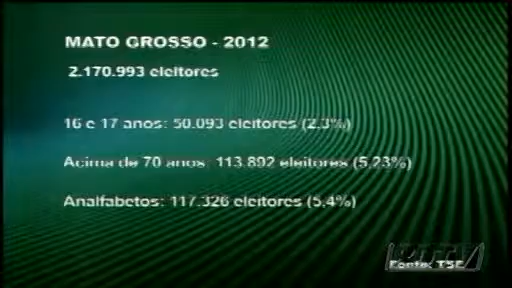 MATO GROSSO - 2012
2.170.993 eleitores
16 e 17 anos: 50.093 eleitores (2,3%)
Acima de 70 anos: 113.892 eleitores (5,23%)
Analfabetos: 117.326 eleitores (5,4%)
Fonte: TSE